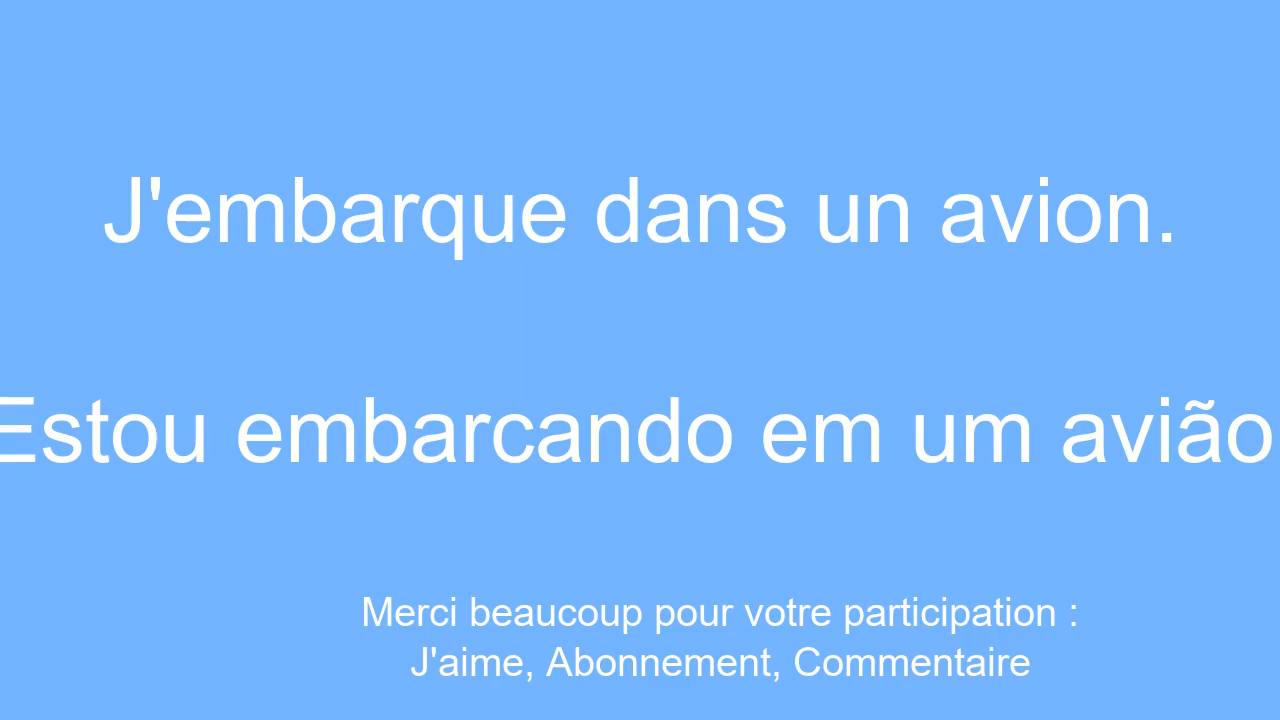 J'embarque dans un avion.
Estou embarcando em um avião
Merci beaucoup pour votre participation :
J'aime, Abonnement, Commentaire